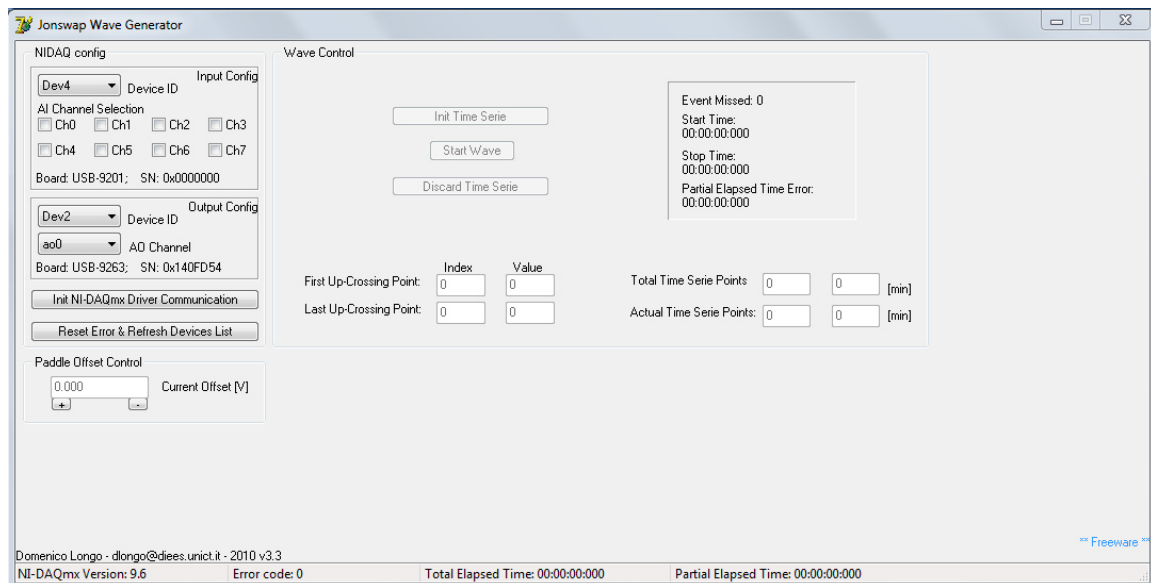 Jonswap Wave Generator
NIDAQ config
Input Config
Dev4
Device ID
AI Channel Selection
Ch0 Ch1 Ch2 Ch3
Ch4 Ch5 Ch6 Ch7
Board: USB-9201; SN: 0x0000000
Output Config
Dev2
Device ID
ao0
AO Channel
Board: USB-9263; SN: 0x140FD54
Init NI-DAQmx Driver Communication
Reset Error & Refresh Devices List
Paddle Offset Control
0.000
Current Offset [V]
+ -
Wave Control
Init Time Serie
Start Wave
Discard Time Serie
Event Missed: 0
Start Time:
00:00:00:000
Stop Time:
00:00:00:000
Partial Elapsed Time Error:
00:00:00:000
Index Value
First Up-Crossing Point: 0 0
Last Up-Crossing Point: 0 0
Total Time Serie Points 0 0 [min]
Actual Time Serie Points: 0 0 [min]
** Freeware **
Domenico Longo - dlongo@diees.unict.it - 2010 v3.3
NI-DAQmx Version: 9.6 Error code: 0 Total Elapsed Time: 00:00:00:000 Partial Elapsed Time: 00:00:00:000